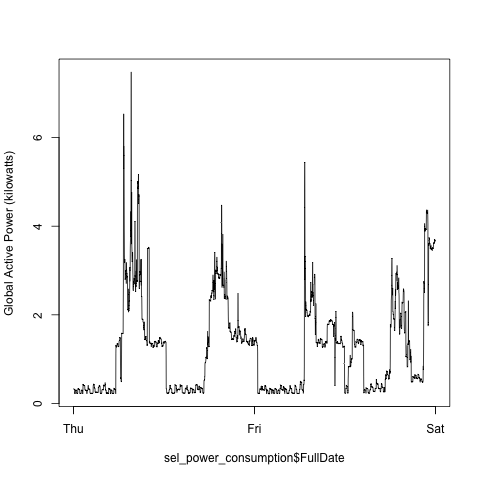 Global Active Power (kilowatts)
6
4
2
0
Thu Fri Sat
sel_power_consumption$FullDate